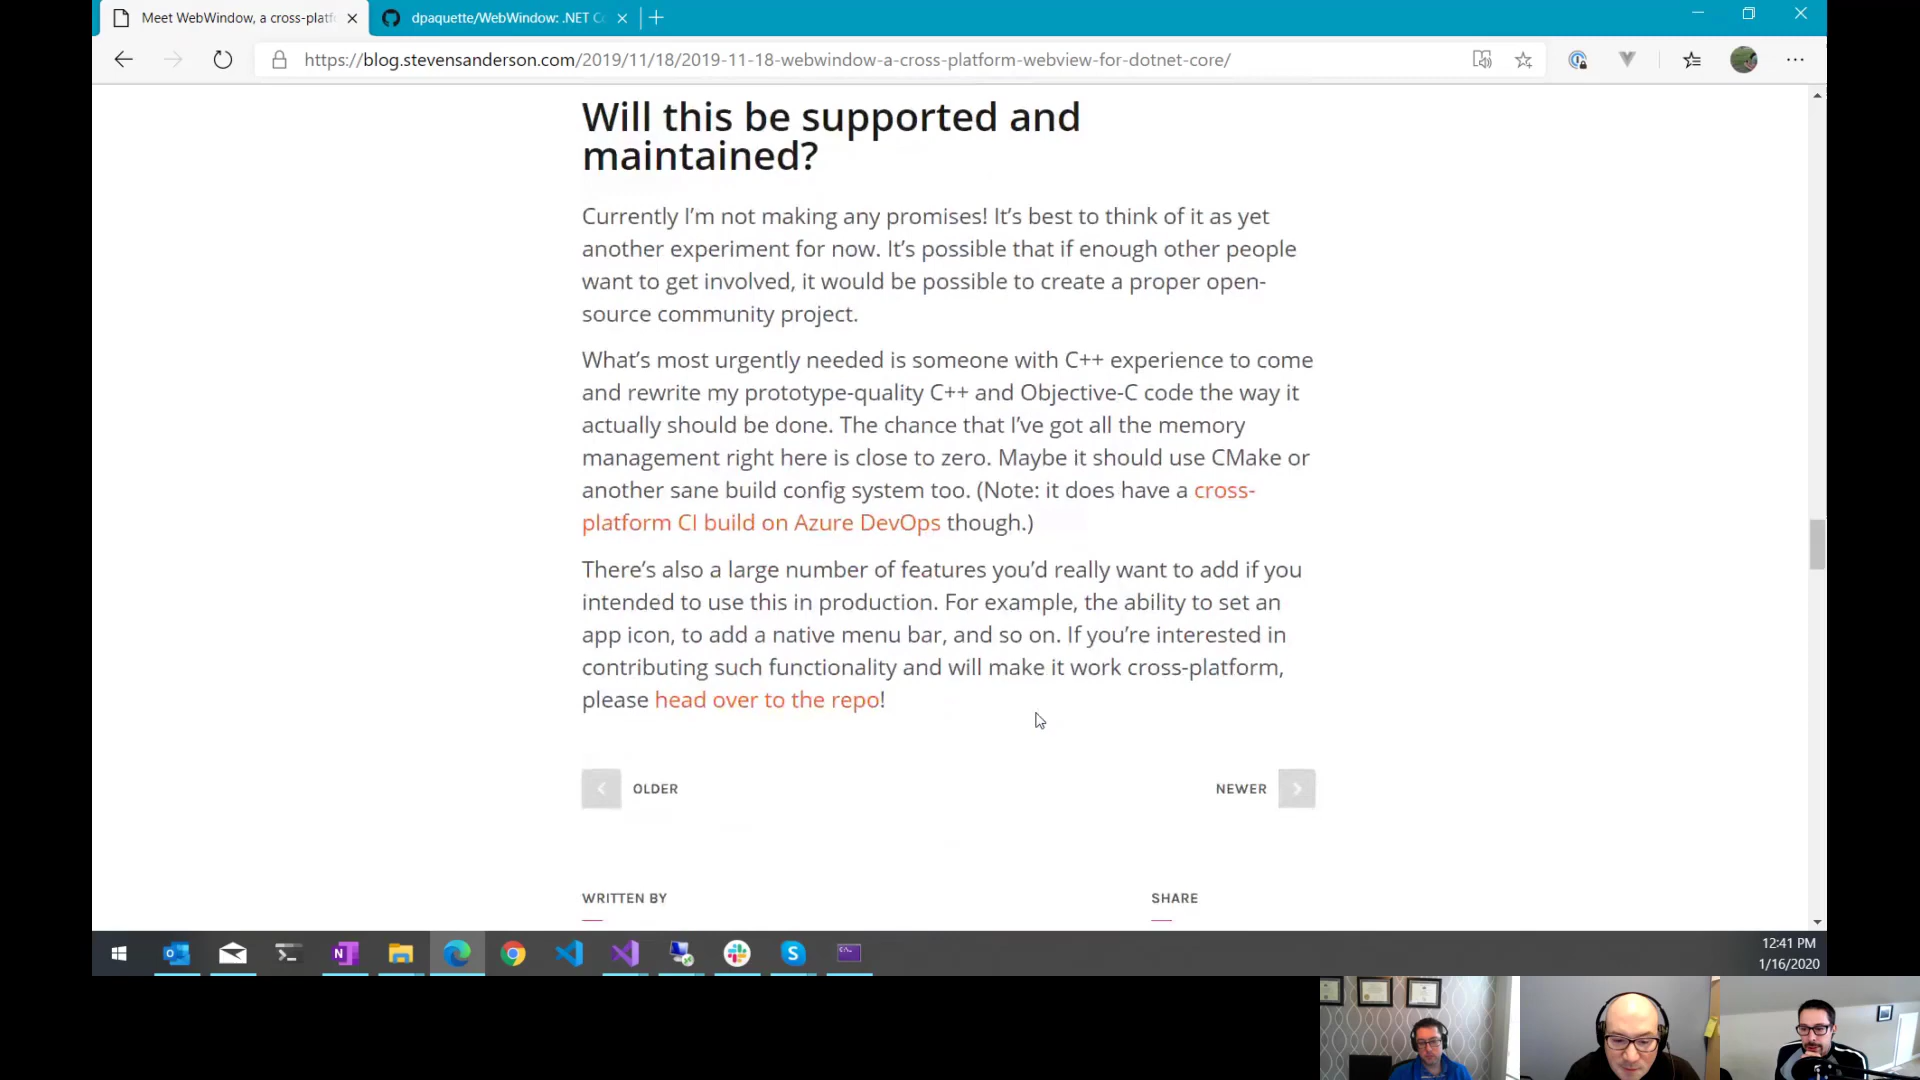 Meet WebWindow, a cross-platf
dpaquette/WebWindow: .NET C
https://blog.stevensanderson.com/2019/11/18/2019-11-18-webwindow-a-cross-platform-webview-for-dotnet-core/
Will this be supported and
maintained?
Currently I’m not making any promises! It’s best to think of it as yet
another experiment for now. It’s possible that if enough other people
want to get involved, it would be possible to create a proper open-
source community project.
What’s most urgently needed is someone with C++ experience to come
and rewrite my prototype-quality C++ and Objective-C code the way it
actually should be done. The chance that I’ve got all the memory
management right here is close to zero. Maybe it should use CMake or
another sane build config system too. (Note: it does have a cross-
platform CI build on Azure DevOps though.)
There’s also a large number of features you’d really want to add if you
intended to use this in production. For example, the ability to set an
app icon, to add a native menu bar, and so on. If you’re interested in
contributing such functionality and will make it work cross-platform,
please head over to the repo!
OLDER
NEWER
WRITTEN BY
SHARE
12:41 PM
1/16/2020